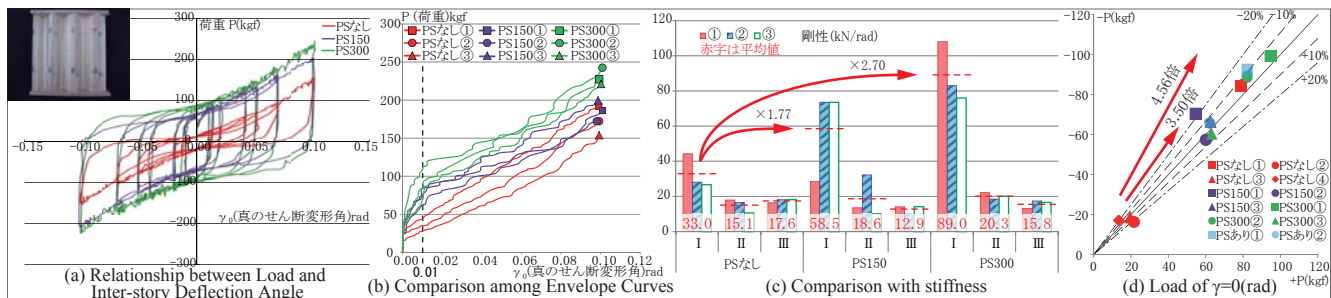 荷重 P(kgf)
PSなし
PS150
PS300
300
200
100
0.00
-100
-200
-300
-0.15
-0.10
-0.05
0.05
0.10
0.15
γ₀(真のせん断変形角)rad
(a) Relationship between Load and
Inter-story Deflection Angle
P (荷重)kgf
PSなし① PS150① PS300①
PSなし② PS150② PS300②
PSなし③ PS150③ PS300③
300
250
200
150
100
50
0
0.00 0.02 0.04 0.06 0.08 0.10 0.12
0.01
γ₀(真のせん断変形角)rad
(b) Comparison among Envelope Curves
① ② ③
剛性(kN/rad)
赤字は平均値
×2.70
×1.77
120
100
80
60
40
20
0
33.0 15.1 17.6 58.5 18.6 12.9 89.0 20.3 15.8
I II III I II III I II III
PSなし PS150 PS300
(c) Comparison with stiffness
-P(kgf)
-20% -10%
+10%
+20%
4.56倍
3.50倍
-120
-100
-80
-60
-40
-20
0
0 20 40 60 80 100 120
+P(kgf)
PSなし① PSなし②
PSなし③ PSなし④
PS150① PS150②
PS150③ PS300①
PS300② PS300③
PSあり① PSあり②
(d) Load of γ=0(rad)